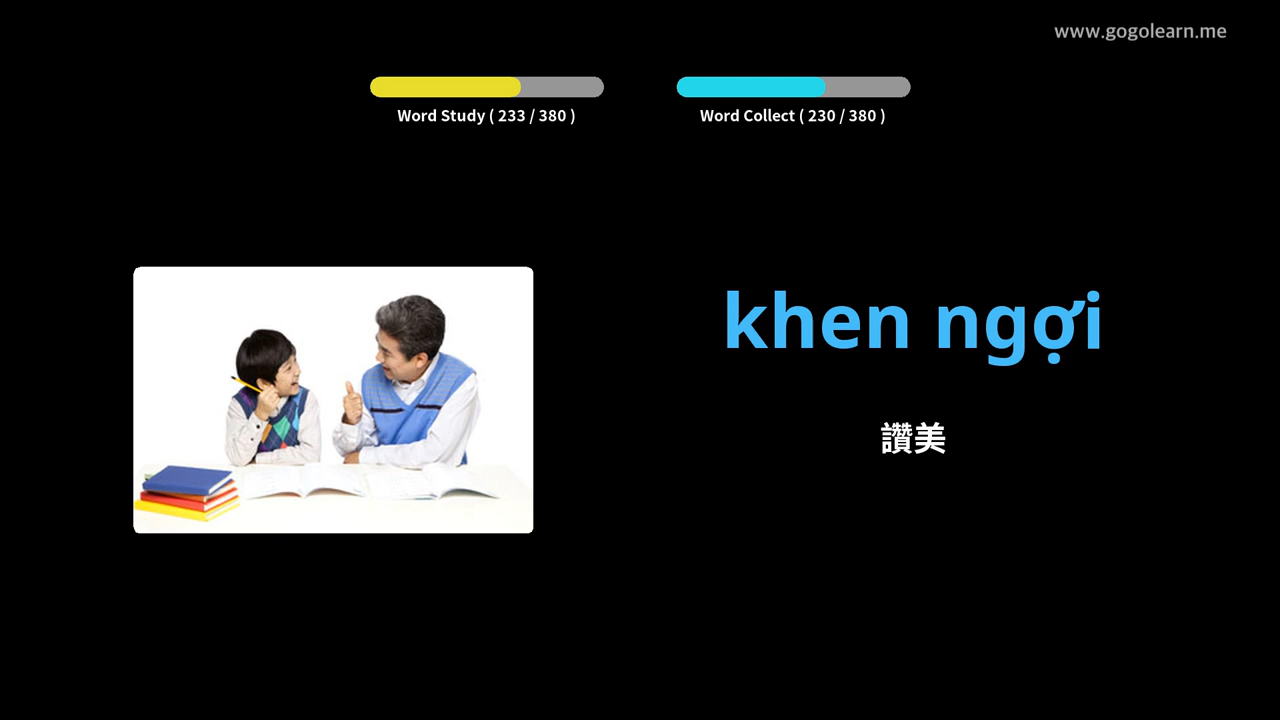 www.gogolearn.me
Word Study ( 233 / 380 )
Word Collect ( 230 / 380 )
khen ngợi
讚美